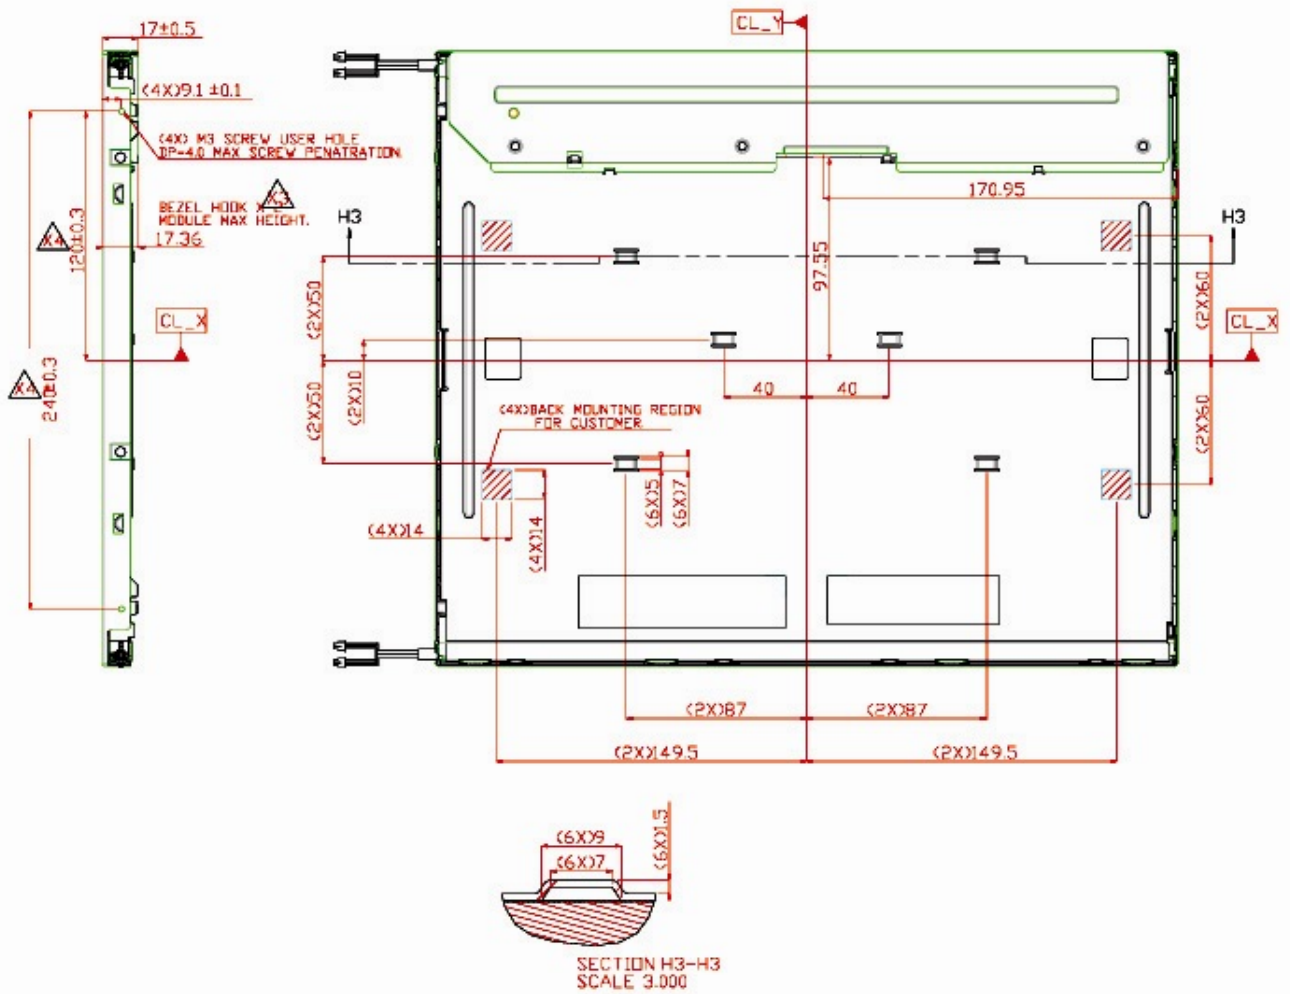 17±0.5
CL_Y
(4X)9.1 ±0.1
(4X) M3 SCREW USER HOLE
DP=4.0 MAX SCREW PENATRATION.
170.95
X3
BEZEL HOOK X
MODULE MAX HEIGHT.
17.36
H3
H3
X4
120±0.3
97.55
(2X)50
(2X)60
CL_X
CL_X
(2X)10
X4
240±0.3
40
40
(2X)50
(2X)60
(4X)BACK MOUNTING REGION
FOR CUSTOMER.
(6X)5
(6X)7
(4X)14
(4X)14
(2X)87
(2X)87
(2X)149.5
(2X)149.5
(6X)9
(6X)7
(6X)1.5
SECTION H3-H3
SCALE 3.000